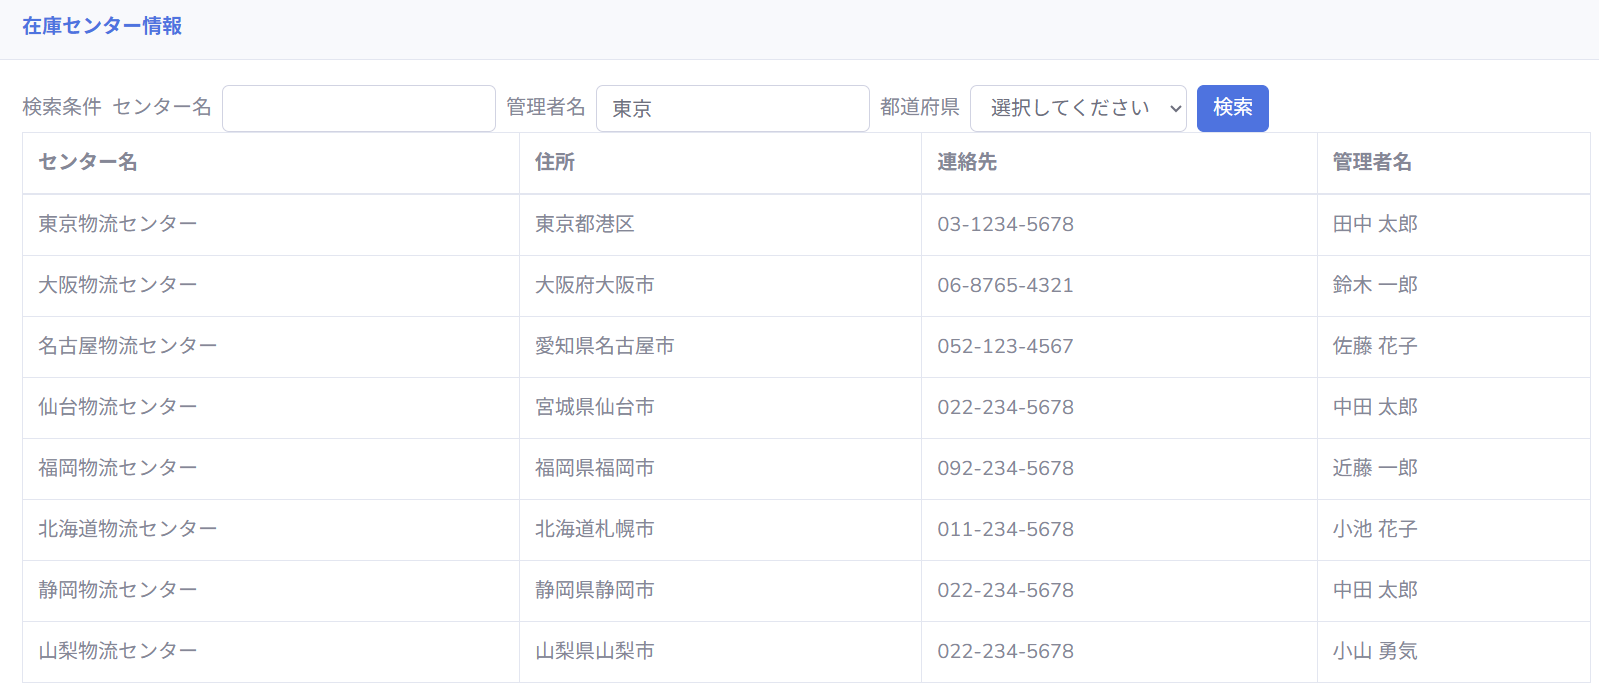 在庫センター情報
検索条件 センター名 管理者名 東京 都道府県 選択してください 検索
センター名 住所 連絡先 管理者名
東京物流センター 東京都港区 03-1234-5678 田中 太郎
大阪物流センター 大阪府大阪市 06-8765-4321 鈴木 一郎
名古屋物流センター 愛知県名古屋市 052-123-4567 佐藤 花子
仙台物流センター 宮城県仙台市 022-234-5678 中田 太郎
福岡物流センター 福岡県福岡市 092-234-5678 近藤 一郎
北海道物流センター 北海道札幌市 011-234-5678 小池 花子
静岡物流センター 静岡県静岡市 022-234-5678 中田 太郎
山梨物流センター 山梨県山梨市 022-234-5678 小山 勇気